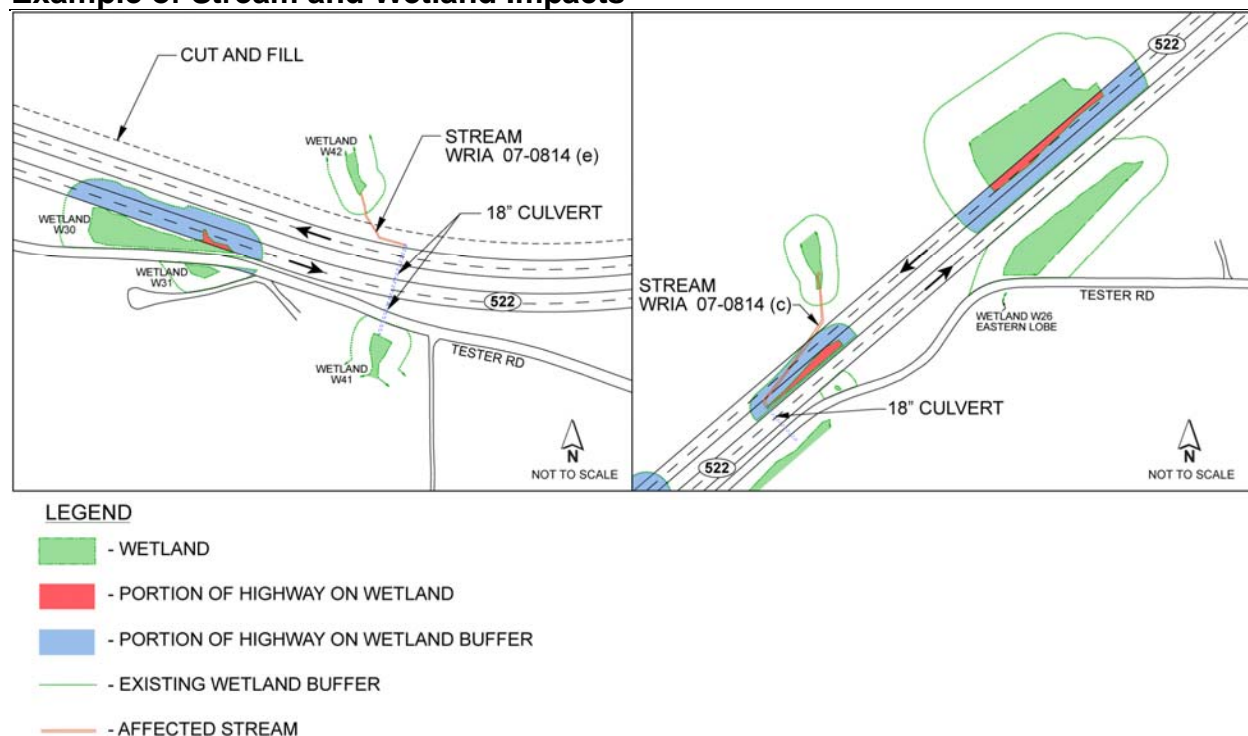 Example of Stream and Wetland Impacts
CUT AND FILL
WETLAND
W42
STREAM
WRIA 07-0814 (e)
18" CULVERT
WETLAND
W30
WETLAND
W31
522
WETLAND
W41
TESTER RD
N
NOT TO SCALE
522
STREAM
WRIA 07-0814 (c)
TESTER RD
WETLAND W26
EASTERN LOBE
18" CULVERT
522
N
NOT TO SCALE
LEGEND
- WETLAND
- PORTION OF HIGHWAY ON WETLAND
- PORTION OF HIGHWAY ON WETLAND BUFFER
- EXISTING WETLAND BUFFER
- AFFECTED STREAM